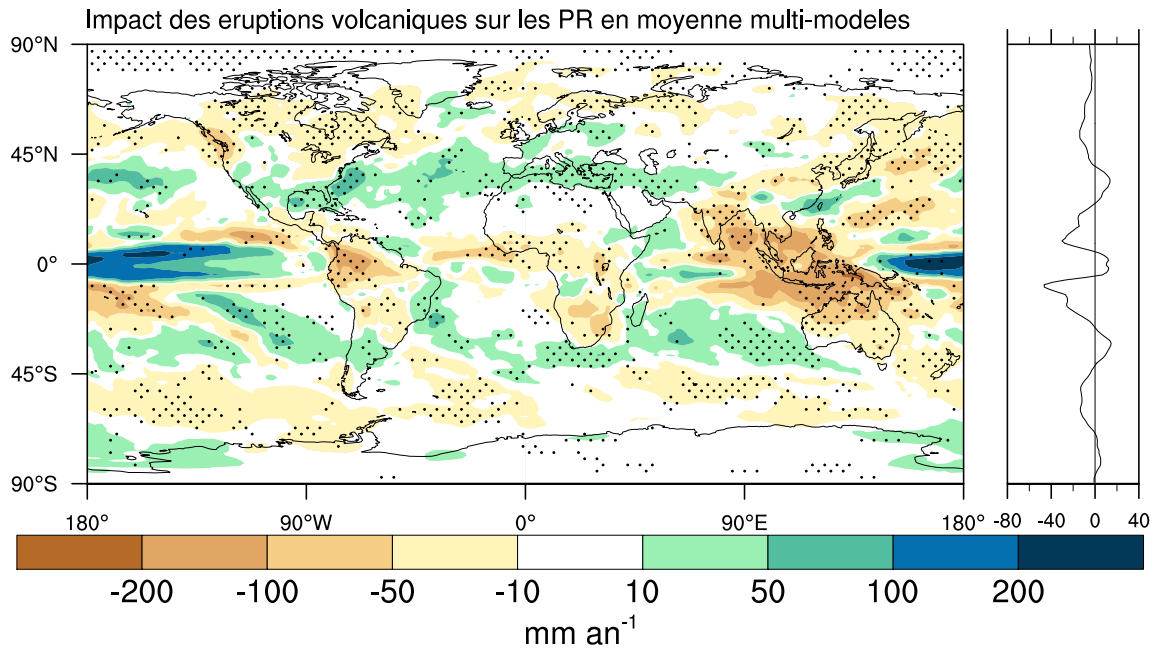 Impact des eruptions volcaniques sur les PR en moyenne multi-modeles
90°N
45°N
0°
45°S
90°S
180° 90°W 0° 90°E 180°
-80 -40 0 40
-200 -100 -50 -10 10 50 100 200
mm an-1